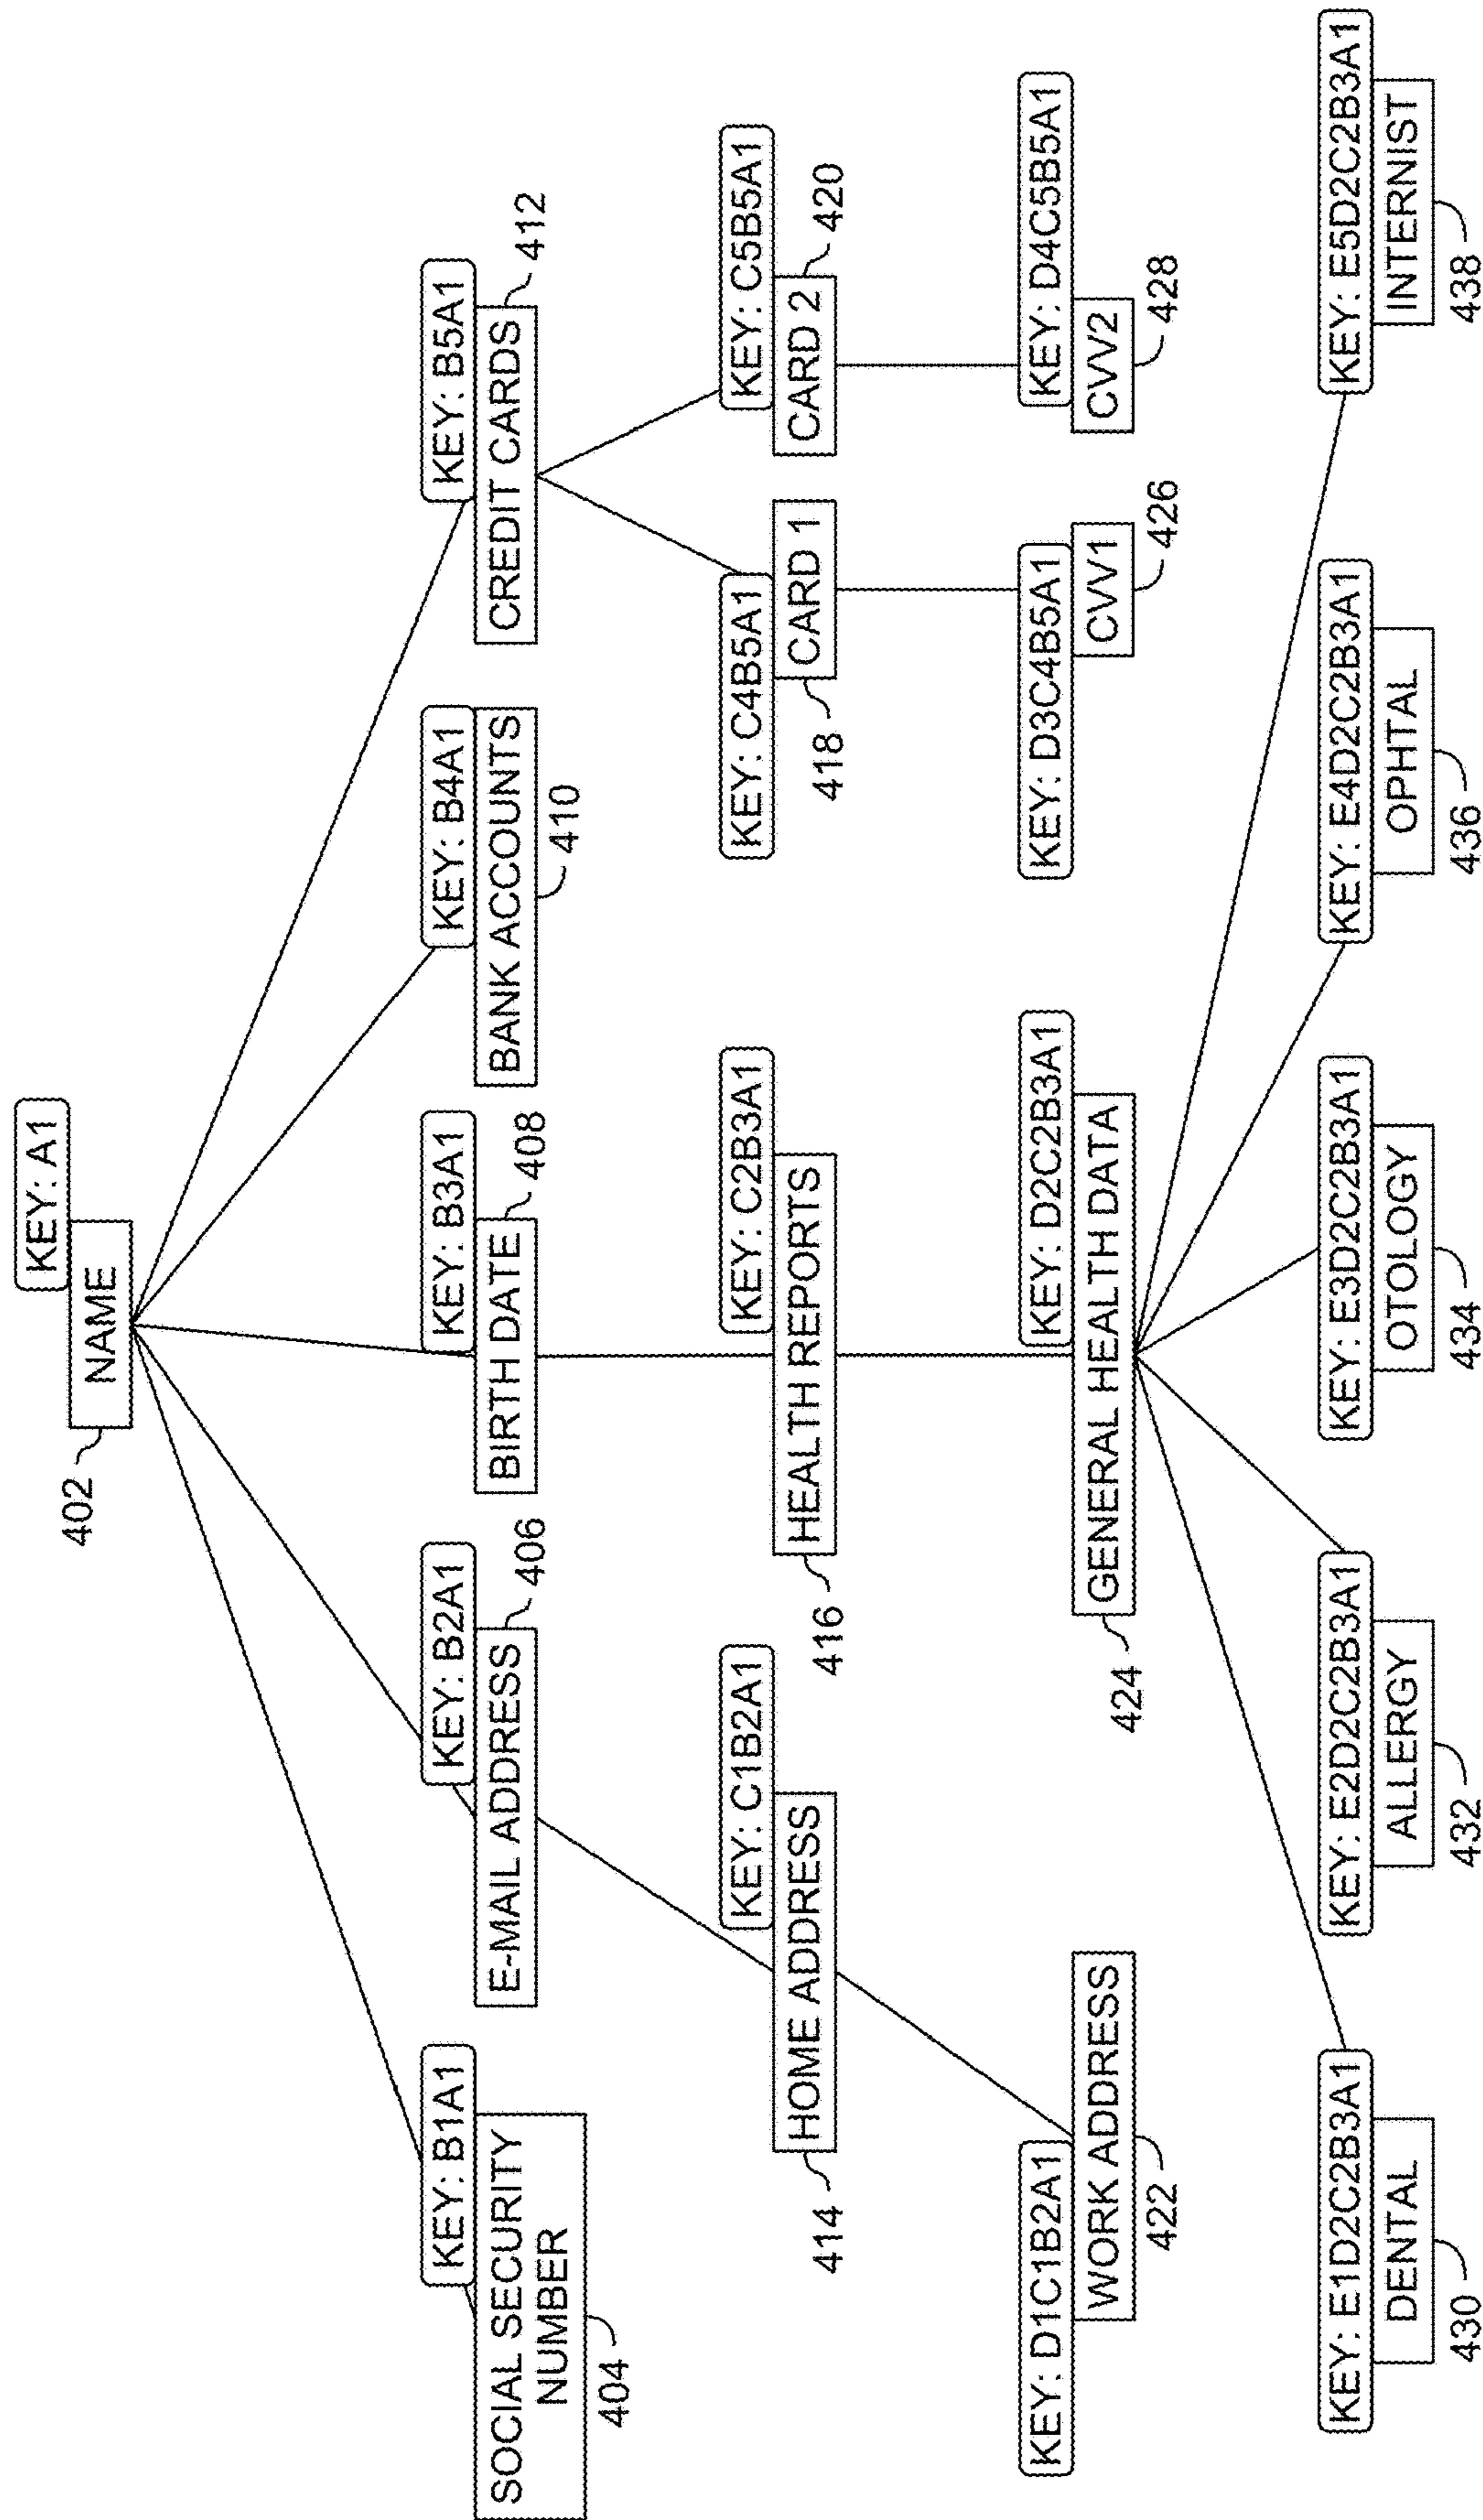 KEY: A1
NAME
402
KEY: B1A1
SOCIAL SECURITY
NUMBER
404
KEY: B2A1
E-MAIL ADDRESS
406
KEY: B3A1
BIRTH DATE
408
KEY: B4A1
BANK ACCOUNTS
410
KEY: B5A1
CREDIT CARDS
412
KEY: C1B2A1
HOME ADDRESS
414
KEY: C2B3A1
HEALTH REPORTS
416
KEY: C4B5A1
CARD 1
418
KEY: C5B5A1
CARD 2
420
KEY: D1C1B2A1
WORK ADDRESS
422
KEY: D2C2B3A1
GENERAL HEALTH DATA
424
KEY: D3C4B5A1
CVV1
426
KEY: D4C5B5A1
CVV2
428
KEY: E1D2C2B3A1
DENTAL
430
KEY: E2D2C2B3A1
ALLERGY
432
KEY: E3D2C2B3A1
OTOLOGY
434
KEY: E4D2C2B3A1
OPHTAL
436
KEY: E5D2C2B3A1
INTERNIST
438